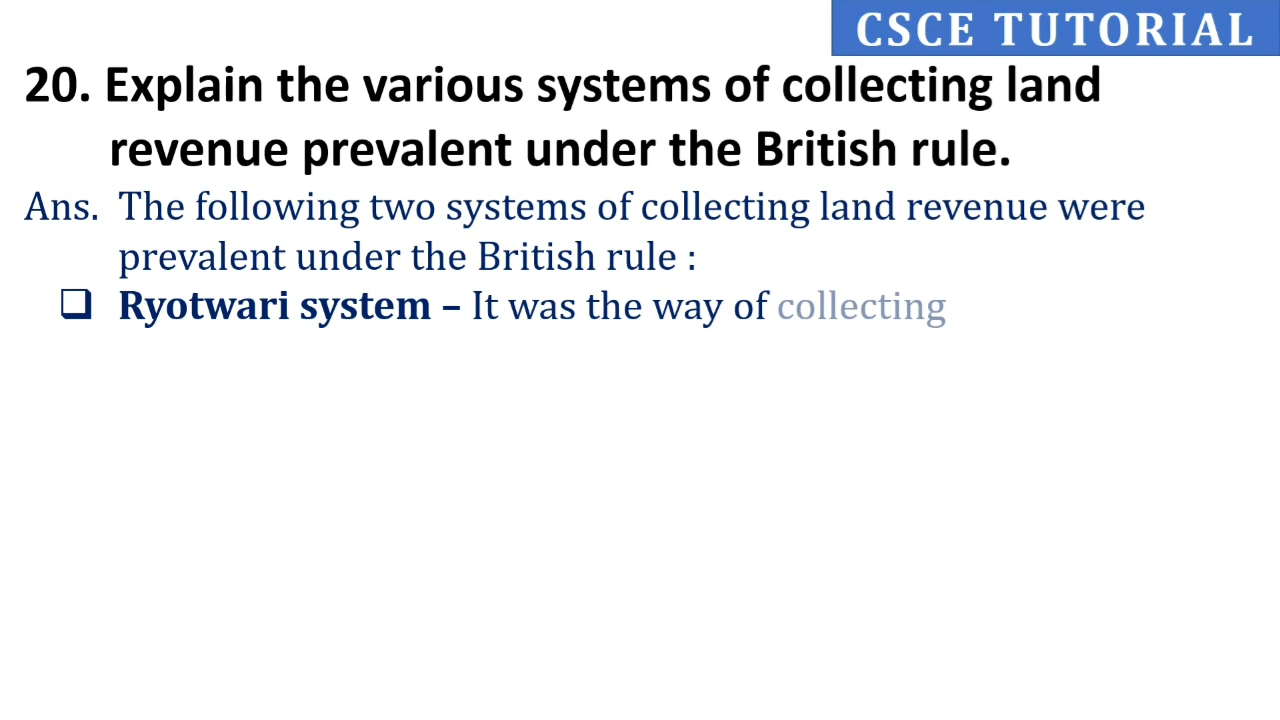 CSCE TUTORIAL
20. Explain the various systems of collecting land
revenue prevalent under the British rule.
Ans. The following two systems of collecting land revenue were
prevalent under the British rule :
❑ Ryotwari system – It was the way of collecting